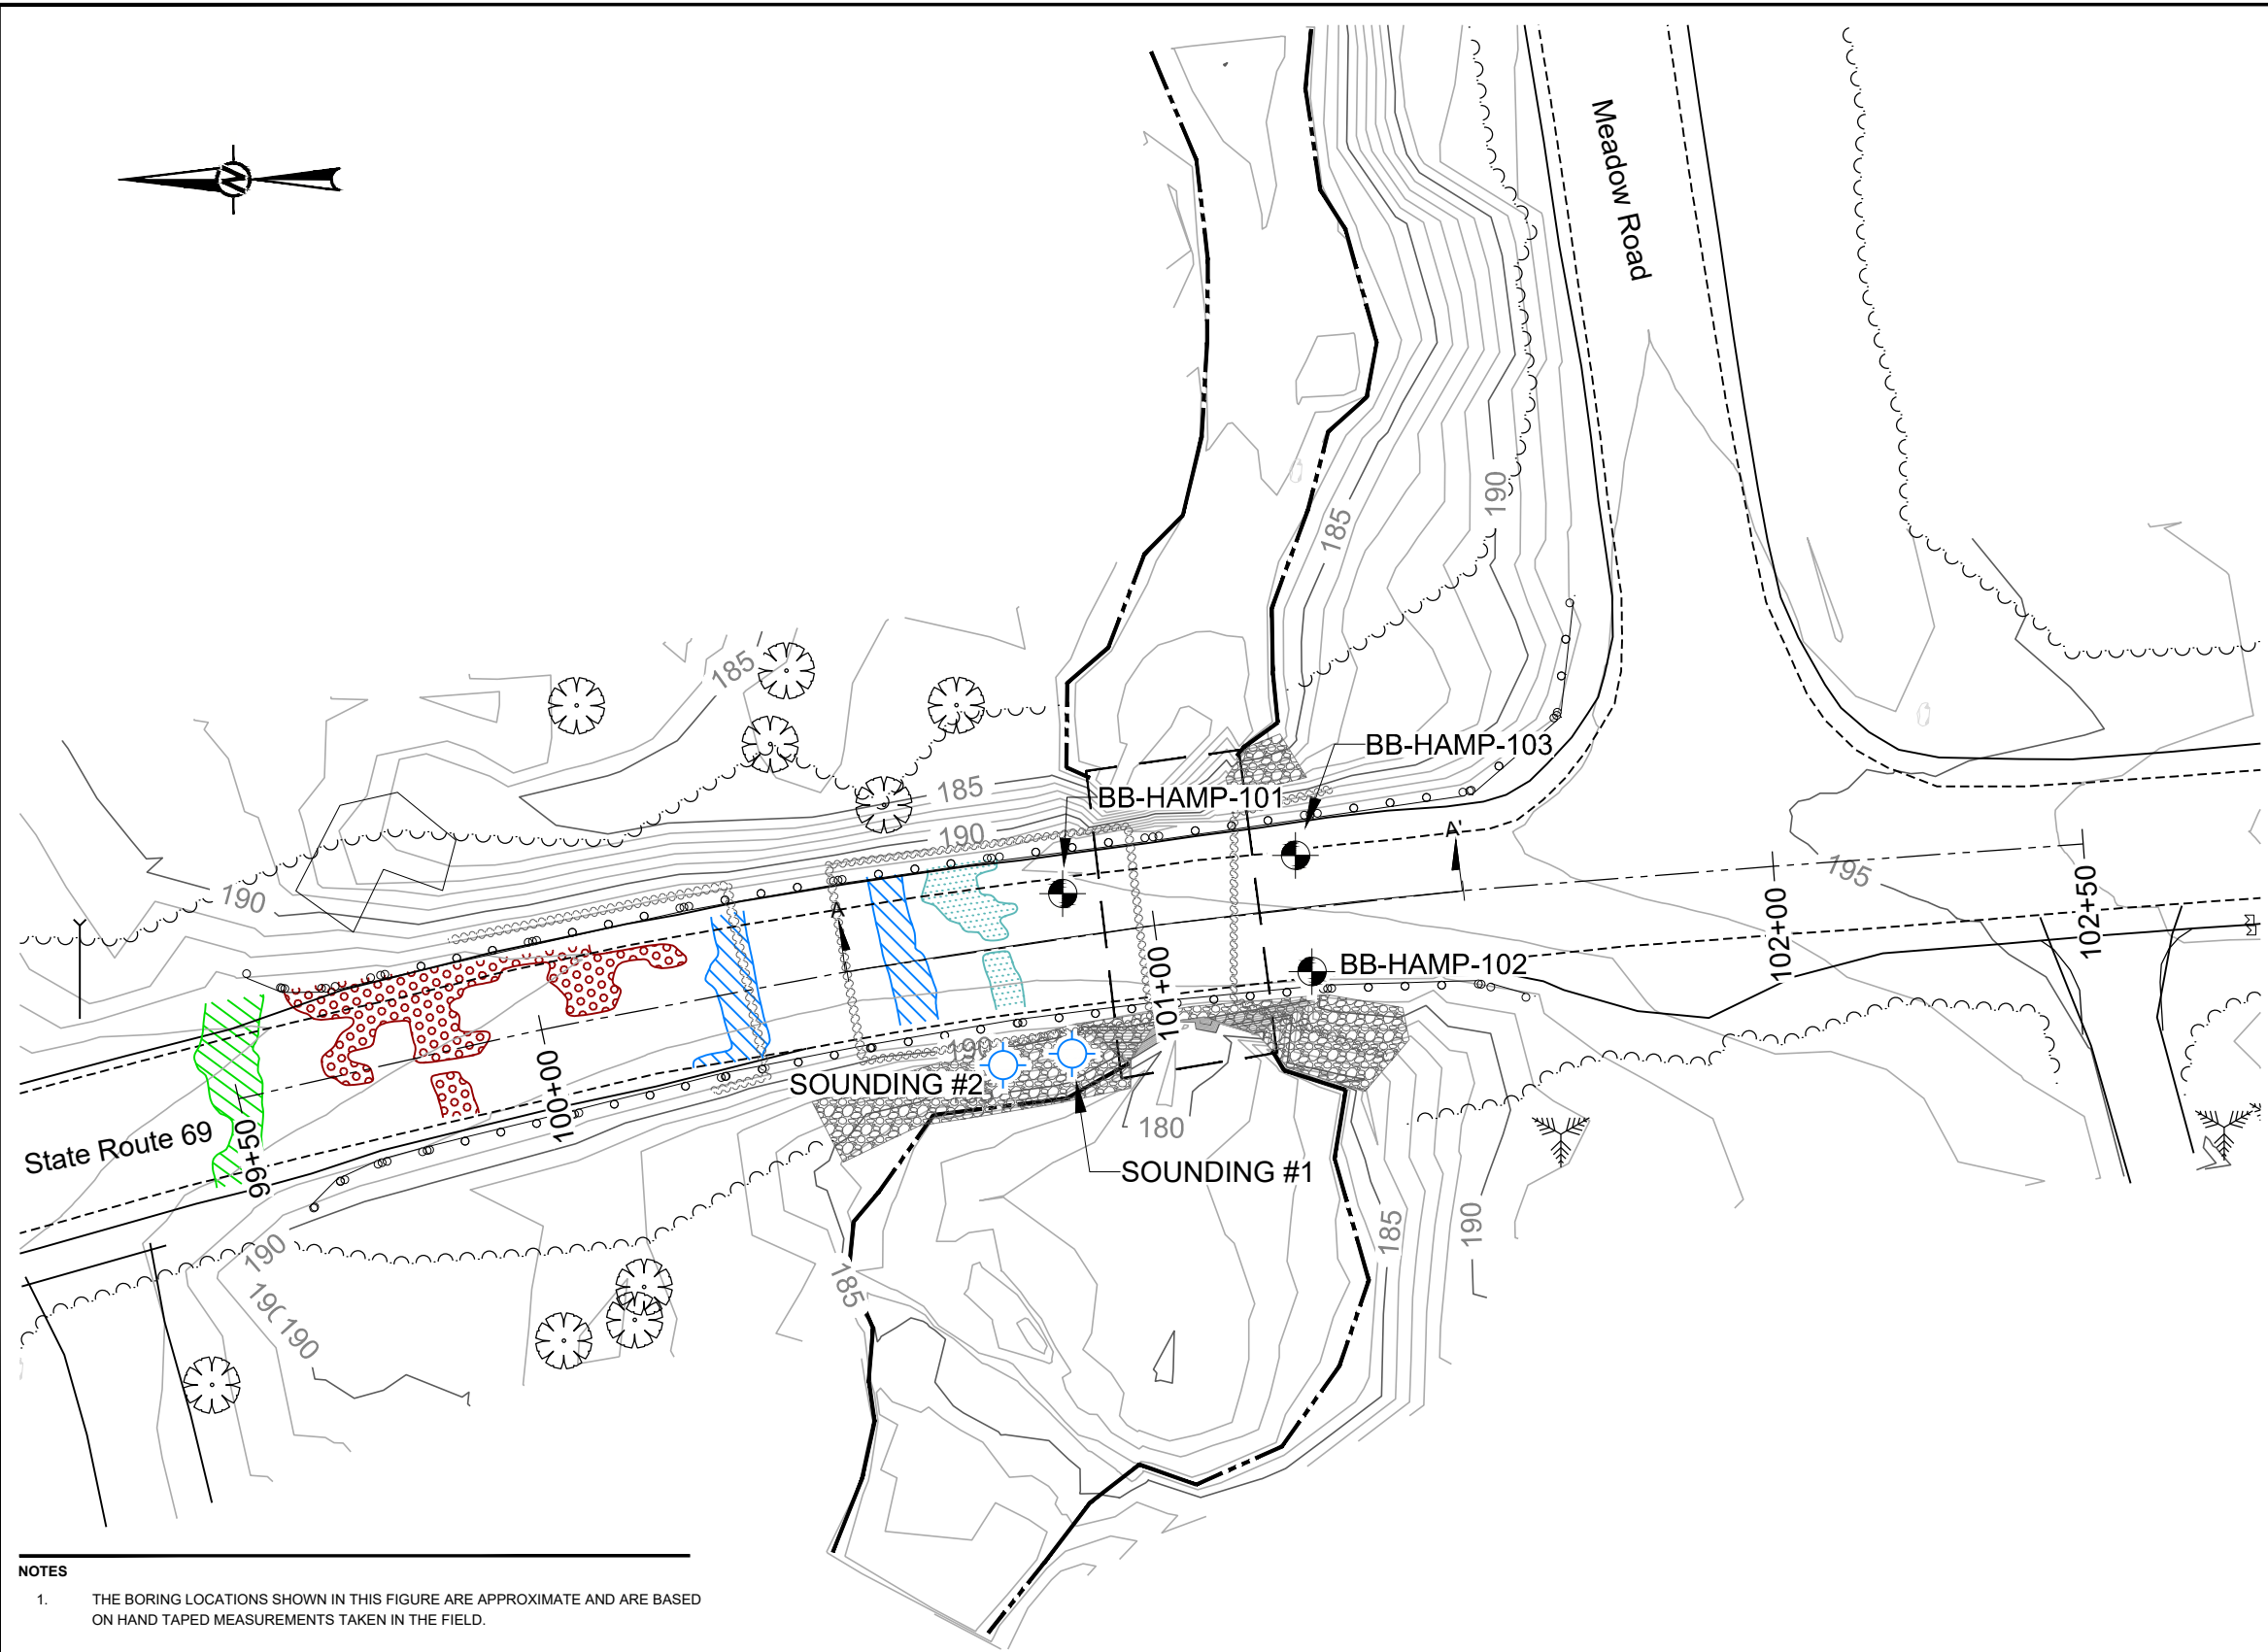 N
Meadow Road
190
185
185
BB-HAMP-103
185
BB-HAMP-101
190
A'
190
195
A
102+50
102+00
BB-HAMP-102
101+00
190
100+00
SOUNDING #2
State Route 69
99+50
180
SOUNDING #1
185
190
190
185
190
190
NOTES
1. THE BORING LOCATIONS SHOWN IN THIS FIGURE ARE APPROXIMATE AND ARE BASED
ON HAND TAPED MEASUREMENTS TAKEN IN THE FIELD.